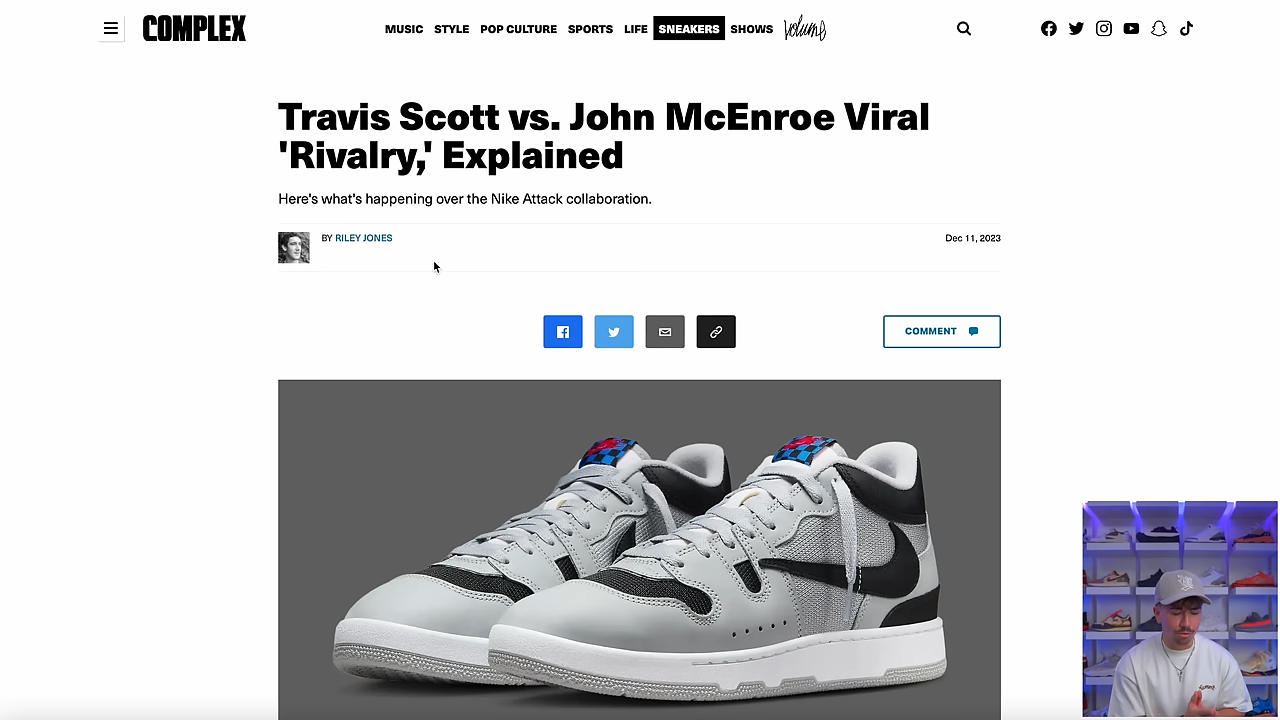 COMPLEX
MUSIC STYLE POP CULTURE SPORTS LIFE SNEAKERS SHOWS Volume
Travis Scott vs. John McEnroe Viral
'Rivalry,' Explained
Here's what's happening over the Nike Attack collaboration.
BY RILEY JONES
Dec 11, 2023
COMMENT